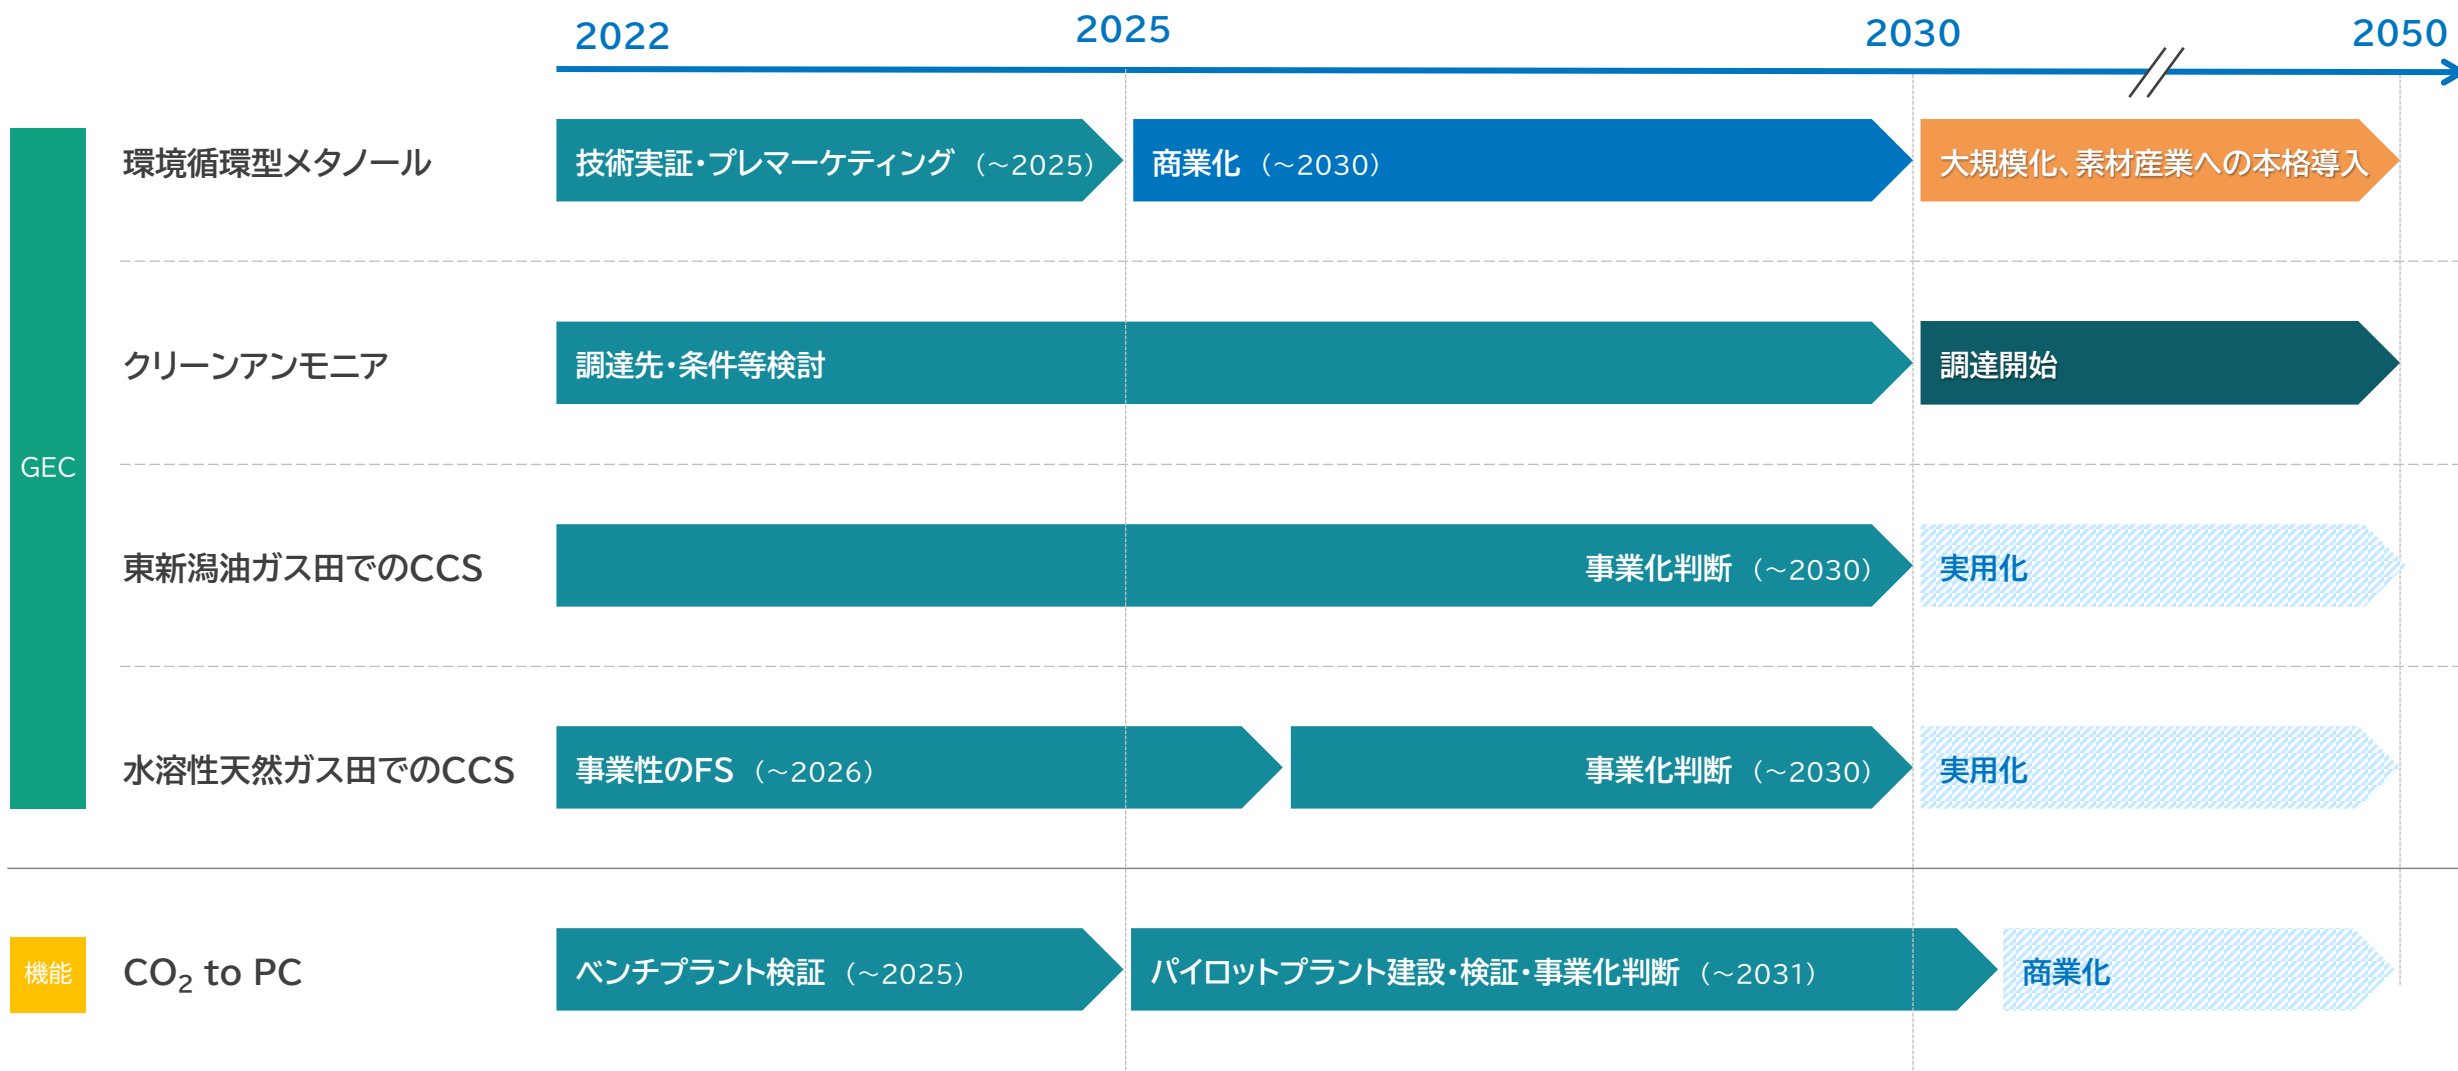 2022 2025 2030 2050
環境循環型メタノール 技術実証・プレマーケティング（～2025） 商業化（～2030） 大規模化、素材産業への本格導入
クリーンアンモニア 調達先・条件等検討 調達開始
GEC
東新潟油ガス田でのCCS 事業化判断（～2030） 実用化
水溶性天然ガス田でのCCS 事業性のFS（～2026） 事業化判断（～2030） 実用化
機能 CO₂ to PC ベンチプラント検証（～2025） パイロットプラント建設・検証・事業化判断（～2031） 商業化